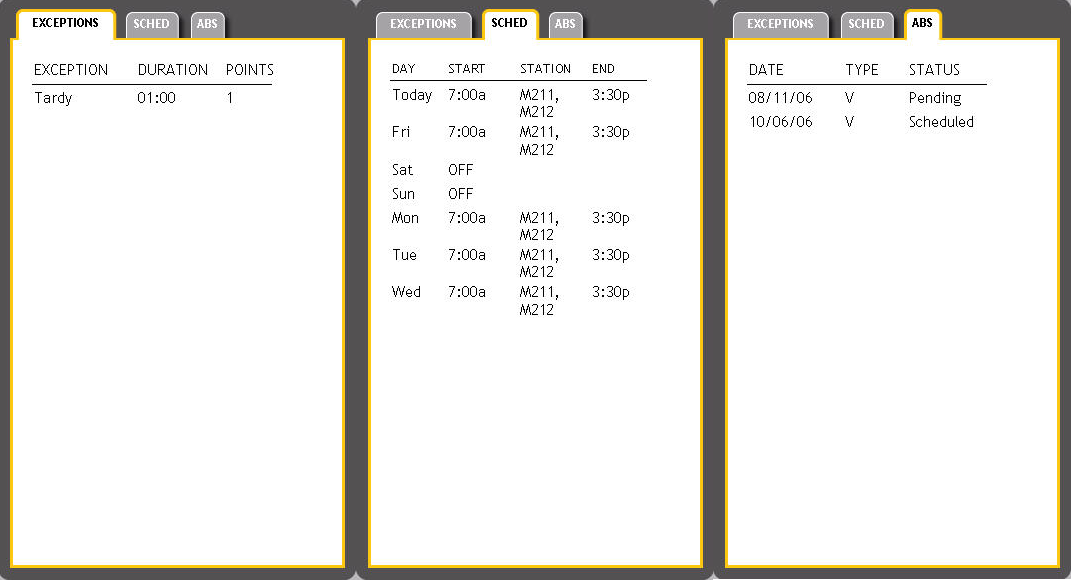 EXCEPTIONS SCHED ABS
EXCEPTION DURATION POINTS
Tardy 01:00 1
EXCEPTIONS SCHED ABS
DAY START STATION END
Today 7:00a M211, 3:30p
M212
Fri 7:00a M211, 3:30p
M212
Sat OFF
Sun OFF
Mon 7:00a M211, 3:30p
M212
Tue 7:00a M211, 3:30p
M212
Wed 7:00a M211, 3:30p
M212
EXCEPTIONS SCHED ABS
DATE TYPE STATUS
08/11/06 V Pending
10/06/06 V Scheduled